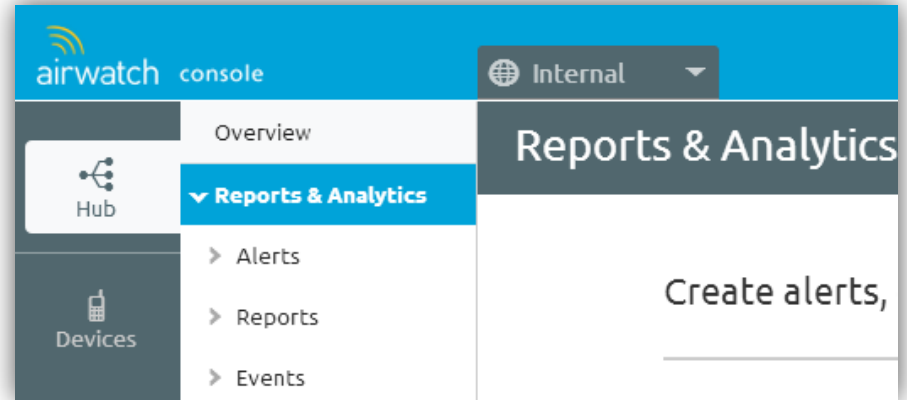 airwatch console
Internal
Hub
Devices
Overview
Reports & Analytics
Alerts
Reports
Events
Reports & Analytics
Create alerts,